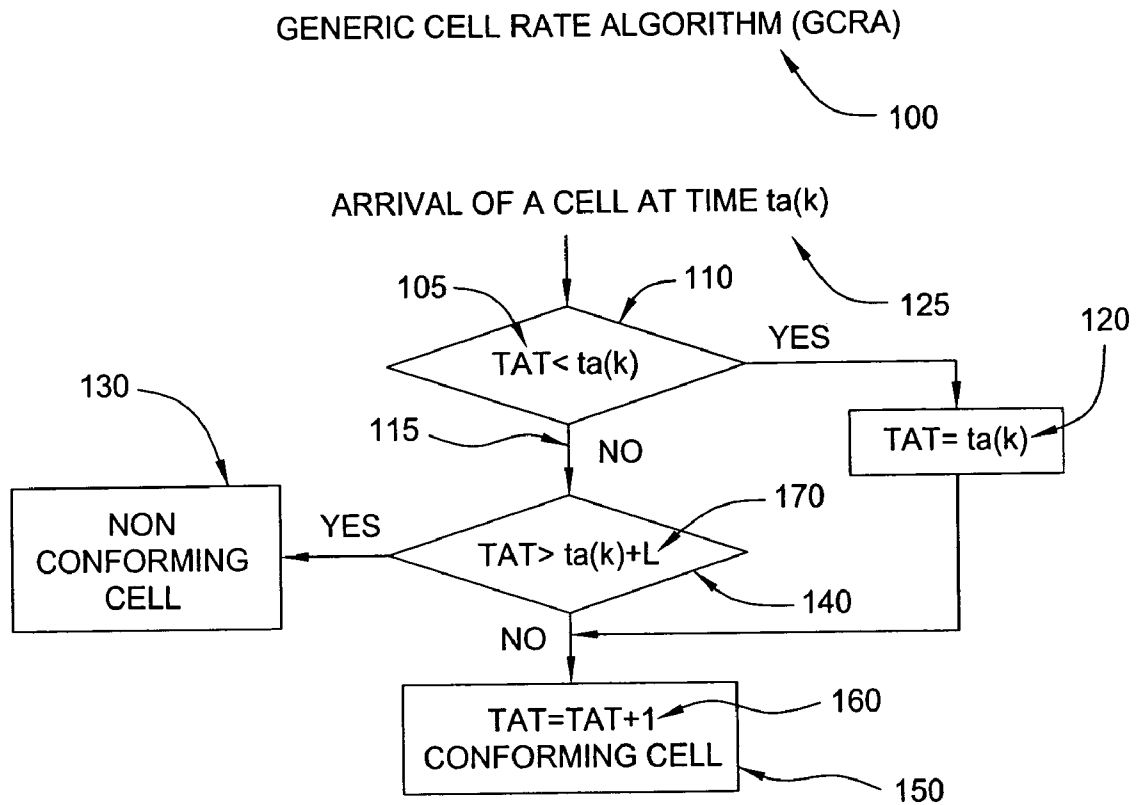 GENERIC CELL RATE ALGORITHM (GCRA)
100
ARRIVAL OF A CELL AT TIME ta(k)
105
110
125
120
TAT< ta(k)
YES
130
115
NO
TAT= ta(k)
170
NON
CONFORMING
CELL
YES
TAT> ta(k)+L
140
NO
TAT=TAT+1
CONFORMING CELL
160
150